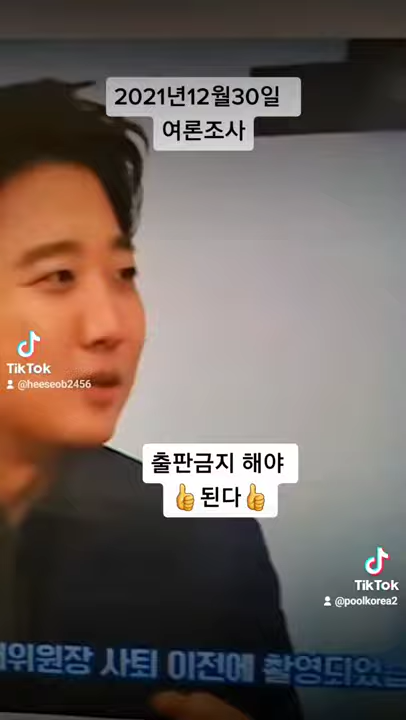 2021년12월30일
여론조사
TikTok
@heeseob2456
출판금지 해야
👍된다👍
TikTok
@poolkorea2
위원장 사퇴 이전에 촬영되었